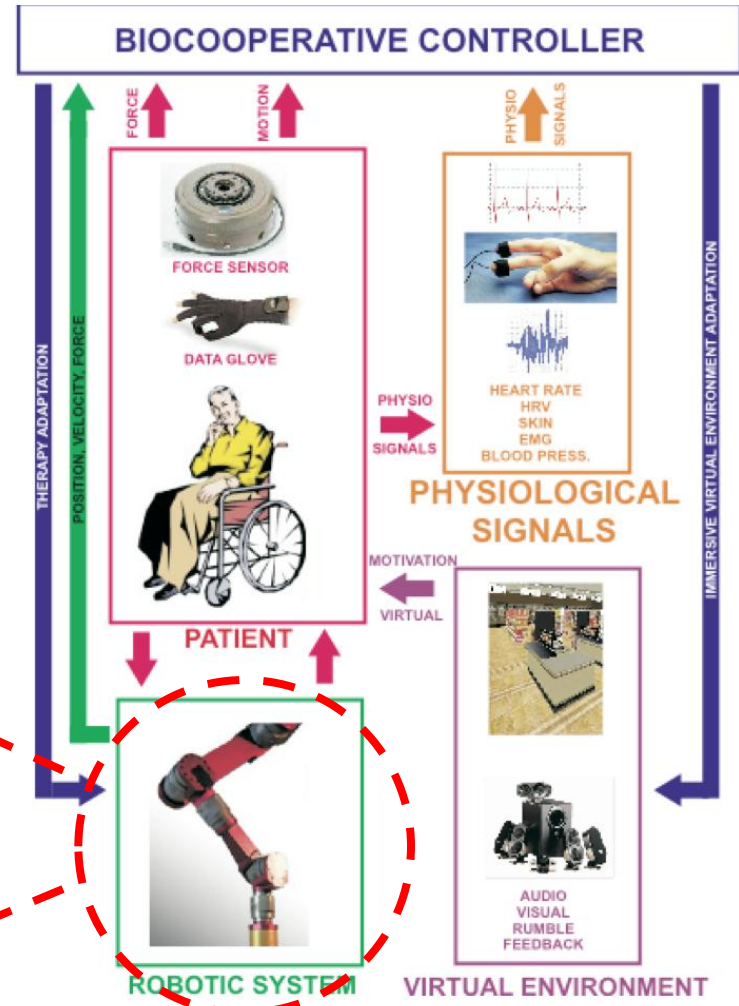 BIOCOOPERATIVE CONTROLLER
FORCE
MOTION
PHYSIO
SIGNALS
THERAPY ADAPTATION
POSITION, VELOCITY, FORCE
FORCE SENSOR
DATA GLOVE
PATIENT
PHYSIO
SIGNALS
HEART RATE
HRV
SKIN
EMG
BLOOD PRESS.
PHYSIOLOGICAL
SIGNALS
IMMERSIVE VIRTUAL ENVIRONMENT ADAPTATION
MOTIVATION
VIRTUAL
AUDIO
VISUAL
RUMBLE
FEEDBACK
ROBOTIC SYSTEM
VIRTUAL ENVIRONMENT